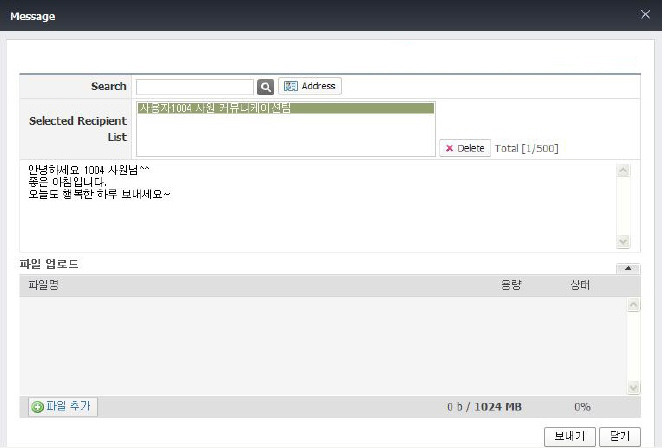 Message
Search
Address
Selected Recipient
List
사용자1004 사원 커뮤니케이션팀
Delete Total [1/500]
안녕하세요 1004 사원님^^
좋은 아침입니다.
오늘도 행복한 하루 보내세요~
파일 업로드
파일명 용량 상태
파일 추가 0 b / 1024 MB 0%
보내기 닫기